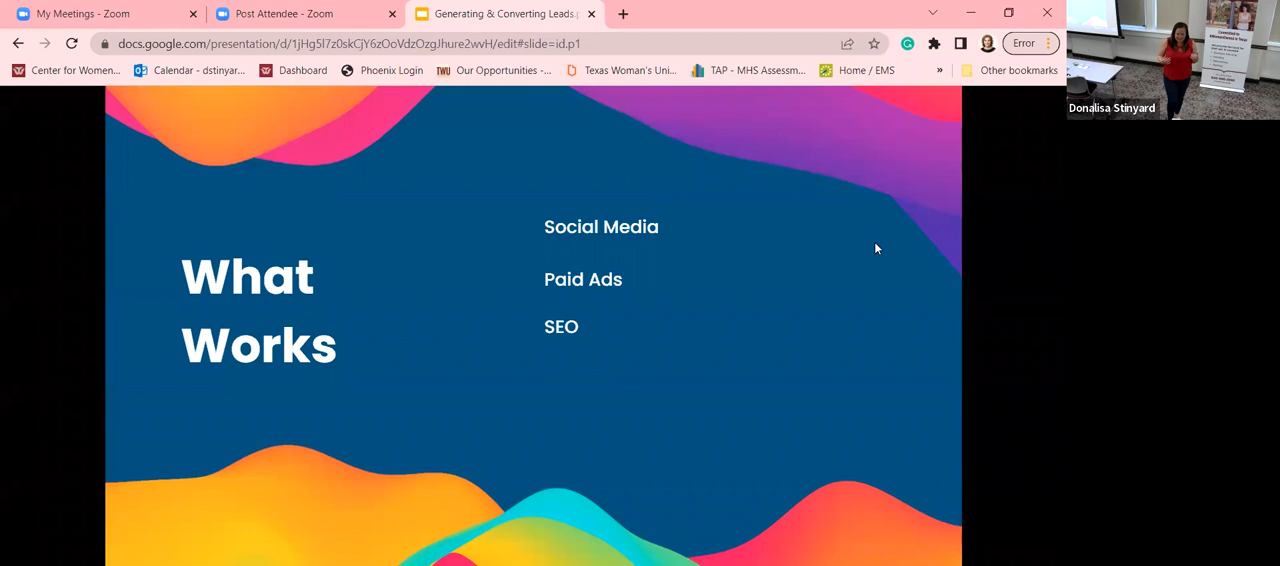 My Meetings - Zoom
Post Attendee - Zoom
Generating & Converting Leads.p
docs.google.com/presentation/d/1jHg5l7z0skCjY6zOoVdzOzgJhure2wvH/edit#slide=id.p1
Error
Center for Women...
Calendar - dstinyar...
Dashboard
Phoenix Login
TW
Our Opportunities -...
Texas Woman's Uni...
TAP - MHS Assessm...
Home / EMS
Other bookmarks
Donalisa Stinyard
What
Works
Social Media
Paid Ads
SEO